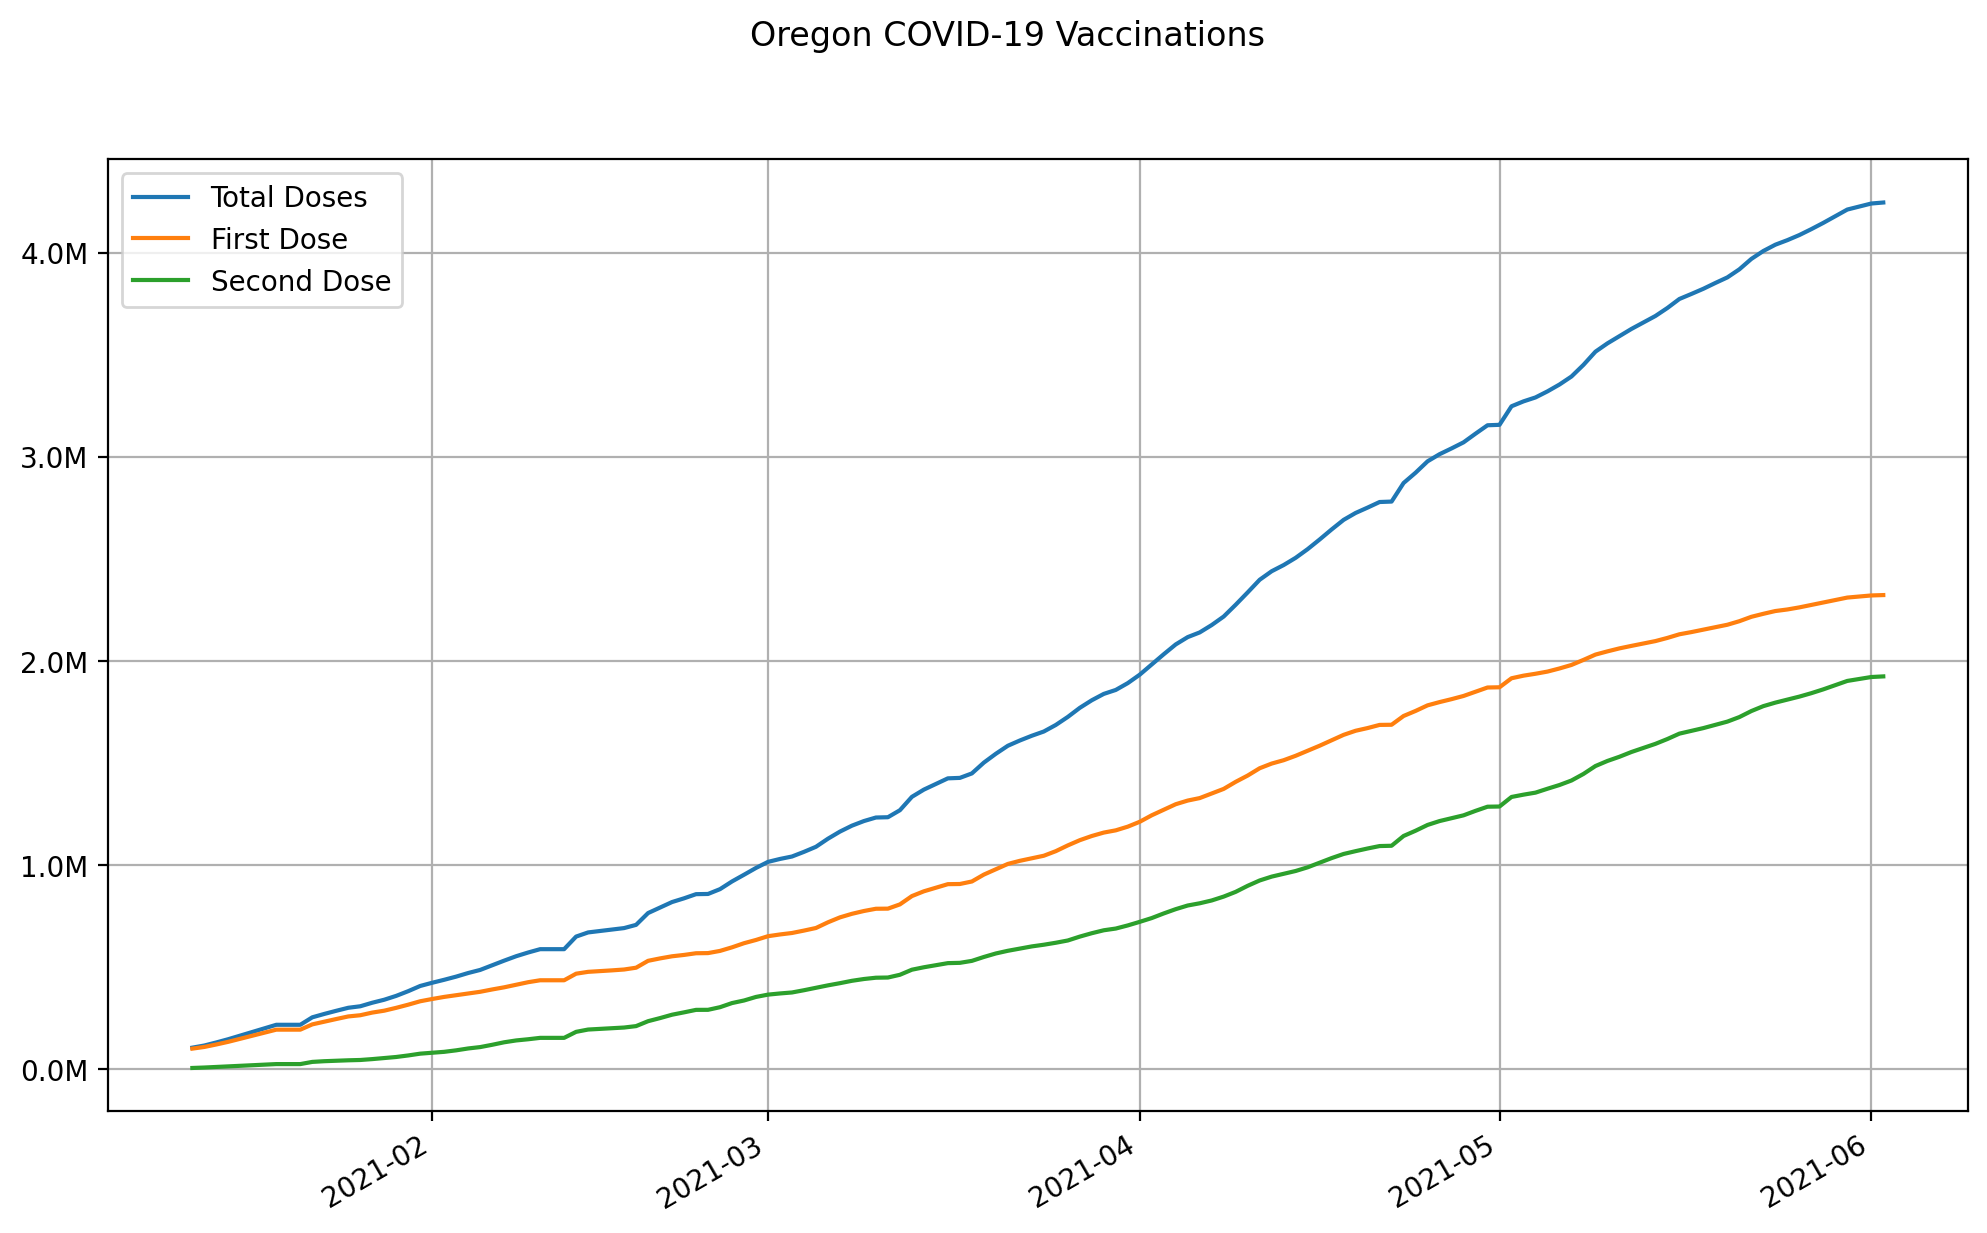 Oregon COVID-19 Vaccinations
Total Doses
First Dose
Second Dose
4.0M
3.0M
2.0M
1.0M
0.0M
2021-02
2021-03
2021-04
2021-05
2021-06